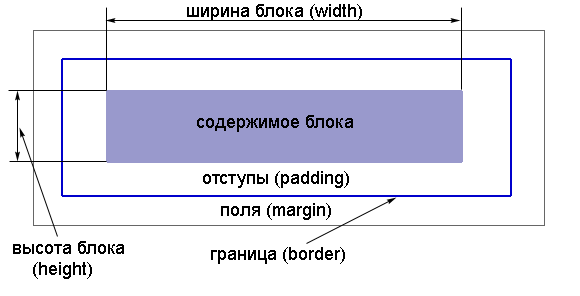 ширина блока (width)
содержимое блока
отступы (padding)
поля (margin)
высота блока
(height)
граница (border)